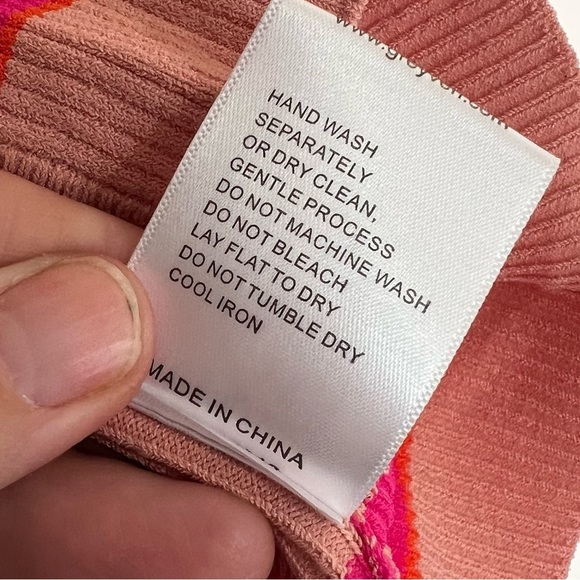 HAND WASH
SEPARATELY
OR DRY CLEAN,
GENTLE PROCESS
DO NOT MACHINE WASH
DO NOT BLEACH
LAY FLAT TO DRY
DO NOT TUMBLE DRY
COOL IRON
MADE IN CHINA